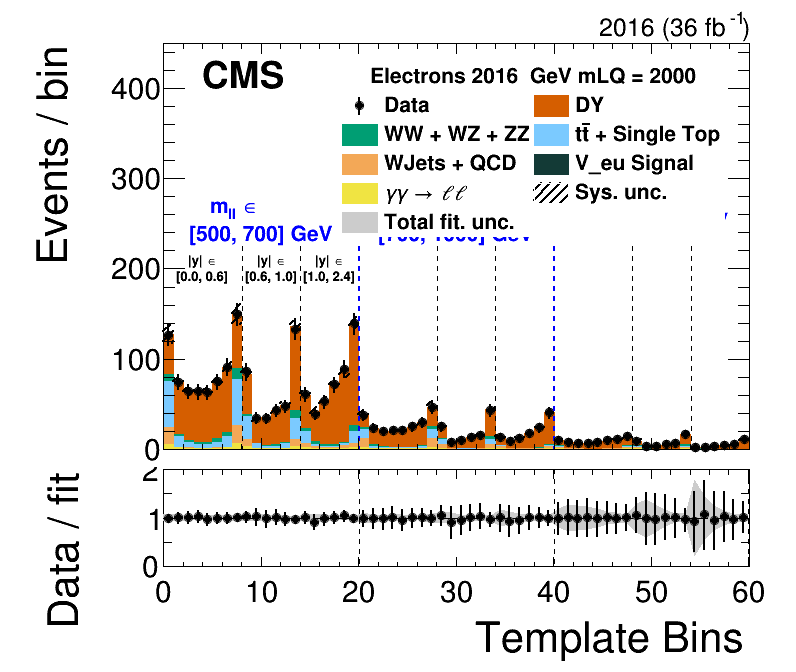 2016 (36 fb⁻¹)
Events / bin
CMS
Electrons 2016 GeV mLQ = 2000
Data
DY
WW + WZ + ZZ
tt̄ + Single Top
WJets + QCD
V_eu Signal
γγ → ℓℓ
Sys. unc.
Total fit. unc.
m_ll ∈
[500, 700] GeV
|y| ∈
[0.0, 0.6]
|y| ∈
[0.6, 1.0]
|y| ∈
[1.0, 2.4]
400
300
200
100
0
Data / fit
2
1
0
0 10 20 30 40 50 60
Template Bins